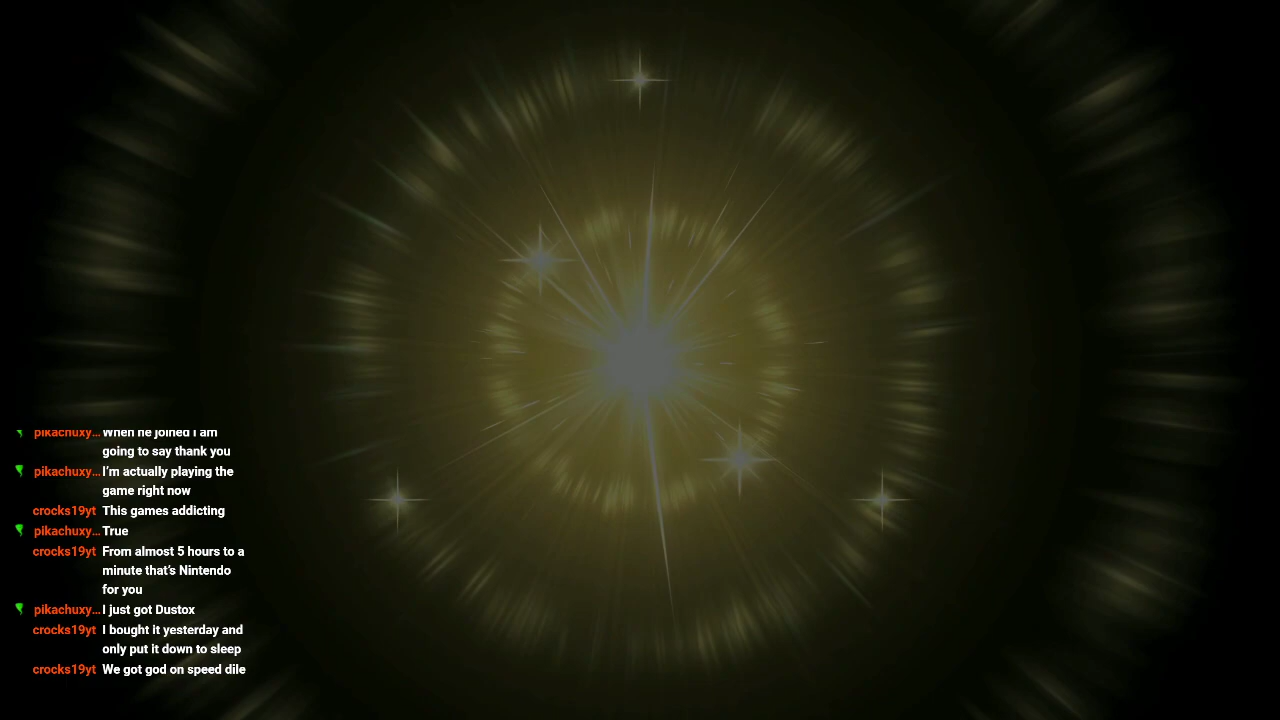 pikachuxy... When he joined I am
going to say thank you
pikachuxy... I'm actually playing the
game right now
crocks19yt This games addicting
pikachuxy... True
crocks19yt From almost 5 hours to a
minute that's Nintendo
for you
pikachuxy... I just got Dustox
crocks19yt I bought it yesterday and
only put it down to sleep
crocks19yt We got god on speed dile